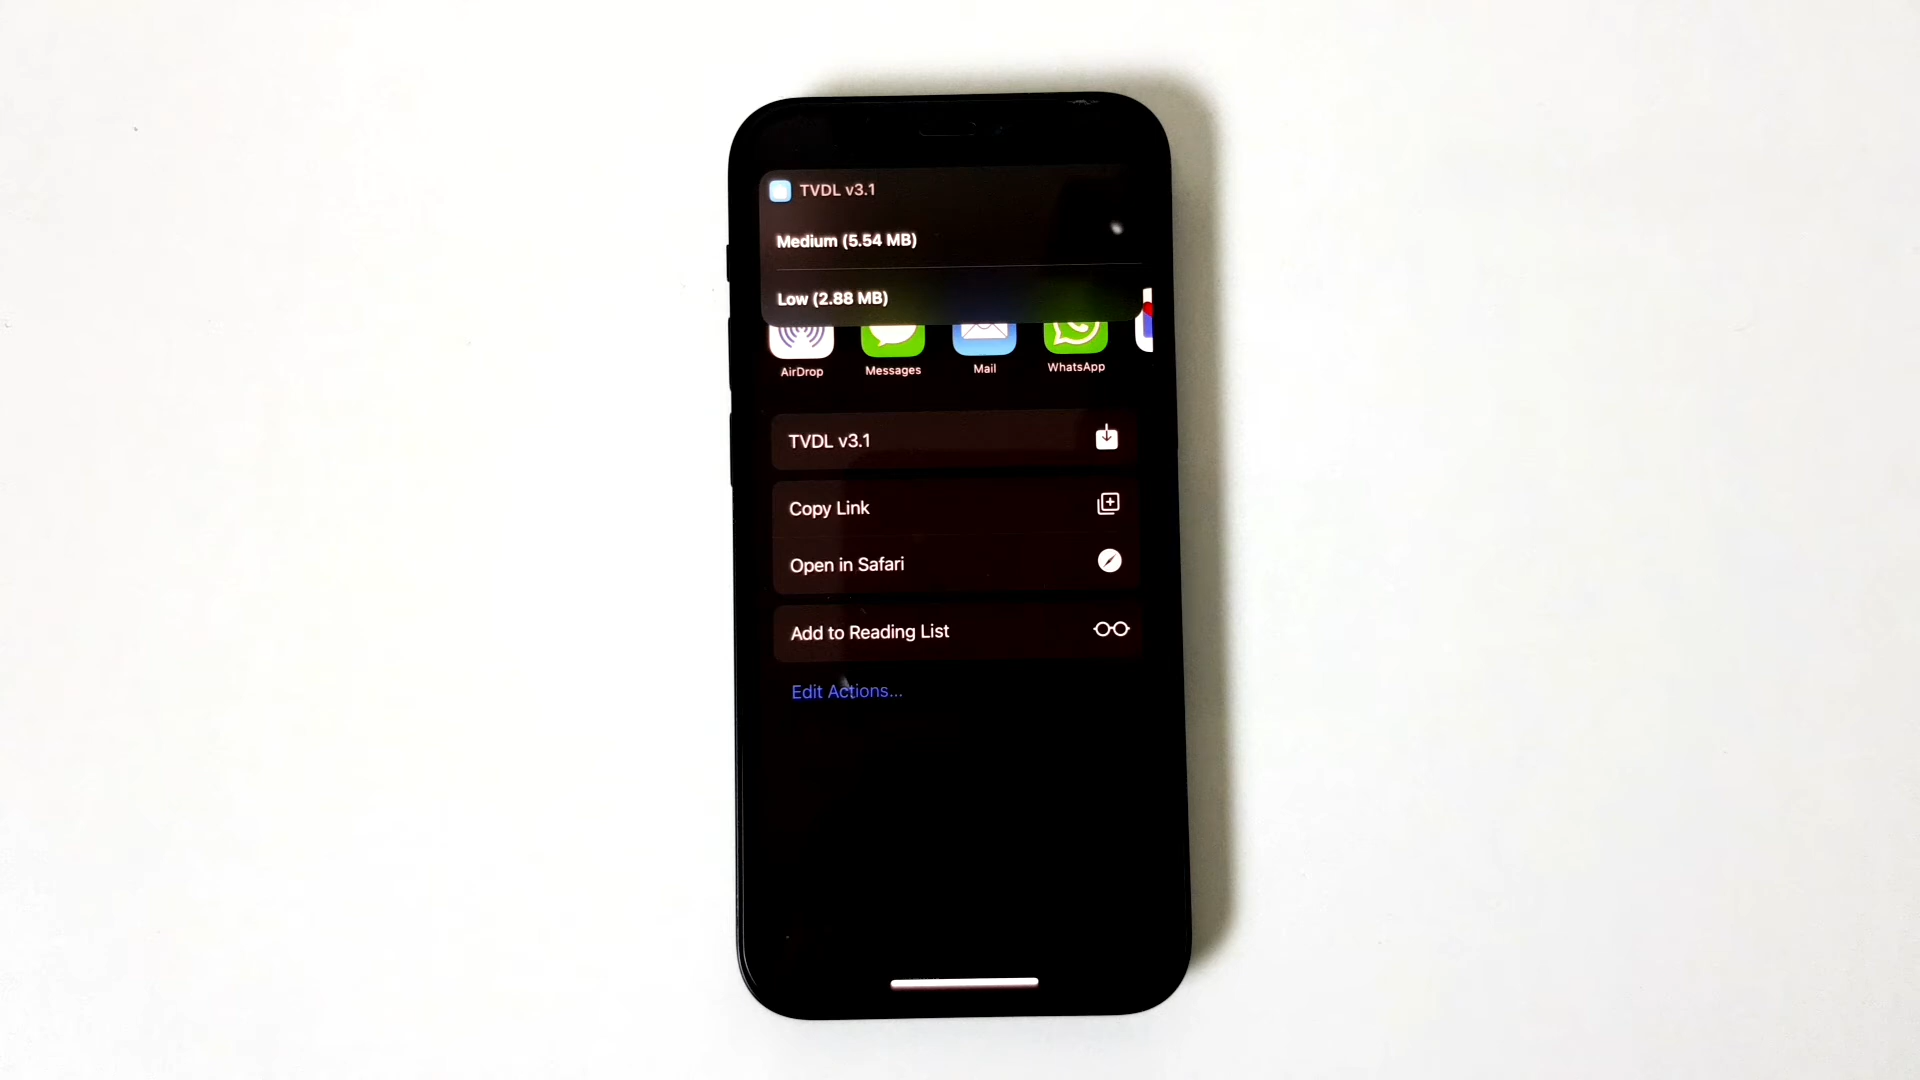 TVDL v3.1
Medium (5.54 MB)
Low (2.88 MB)
AirDrop
Messages
Mail
WhatsApp
TVDL v3.1
Copy Link
Open in Safari
Add to Reading List
Edit Actions...